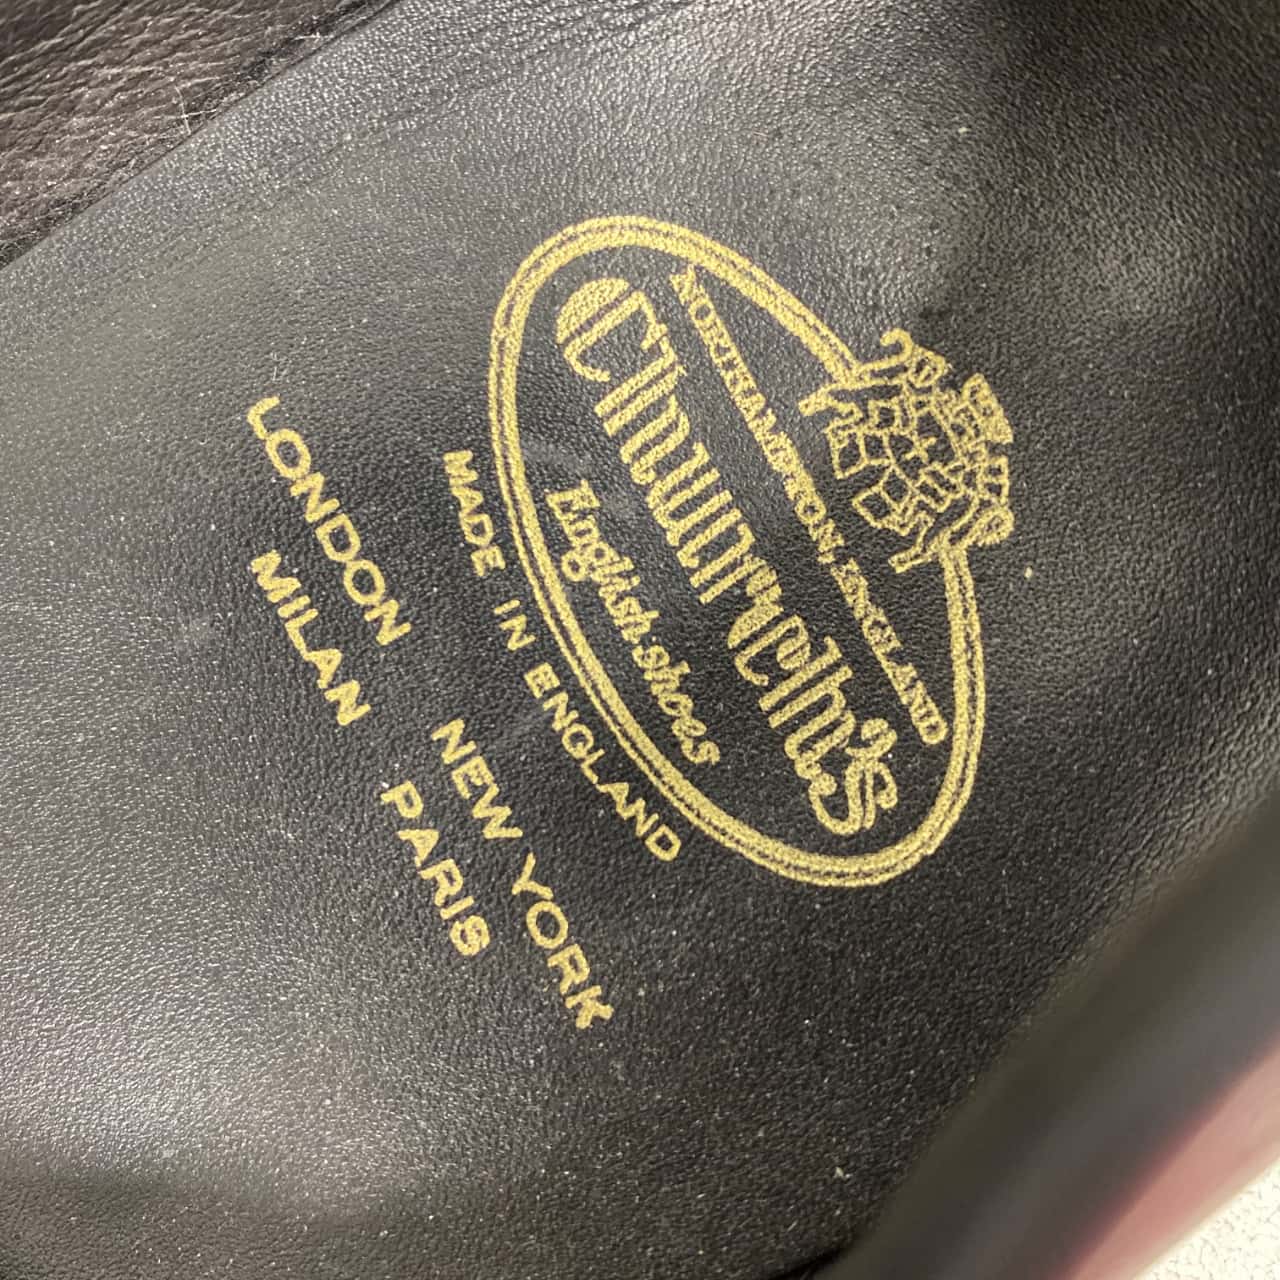 NORTHAMPTON, ENGLAND
Church's
English shoes
MADE IN ENGLAND
LONDON NEW YORK
MILAN PARIS